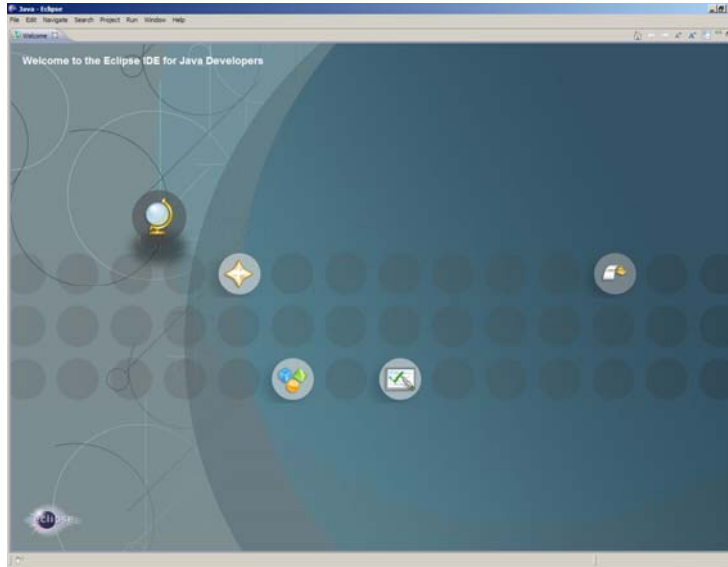 Java - Eclipse
File Edit Navigate Search Project Run Window Help
Welcome
Welcome to the Eclipse IDE for Java Developers
eclipse